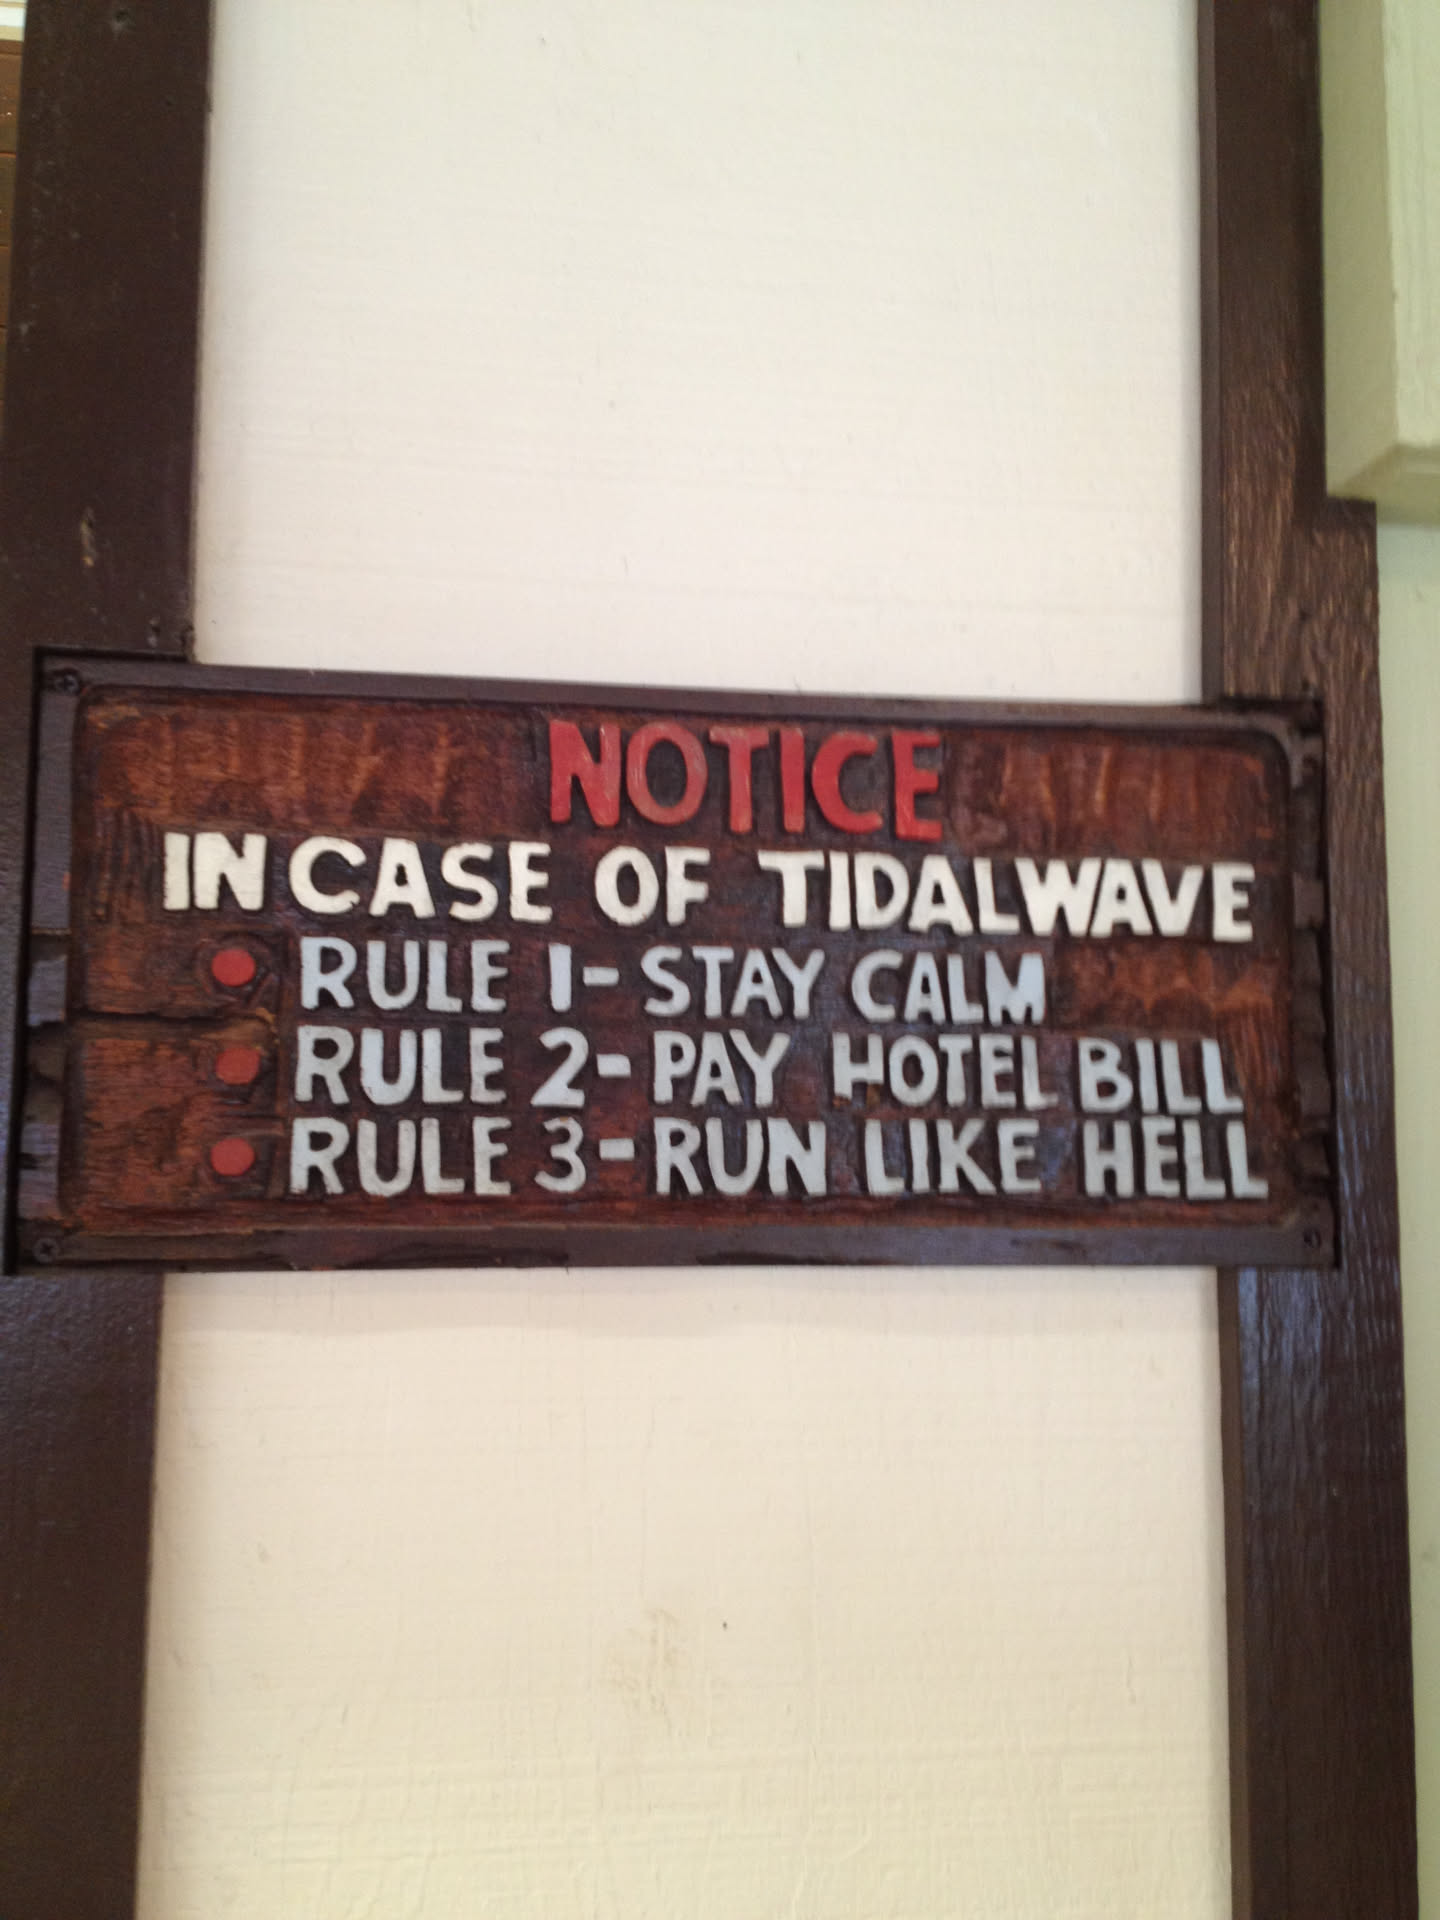 NOTICE
IN CASE OF TIDALWAVE
• RULE 1-STAY CALM
• RULE 2-PAY HOTEL BILL
• RULE 3-RUN LIKE HELL